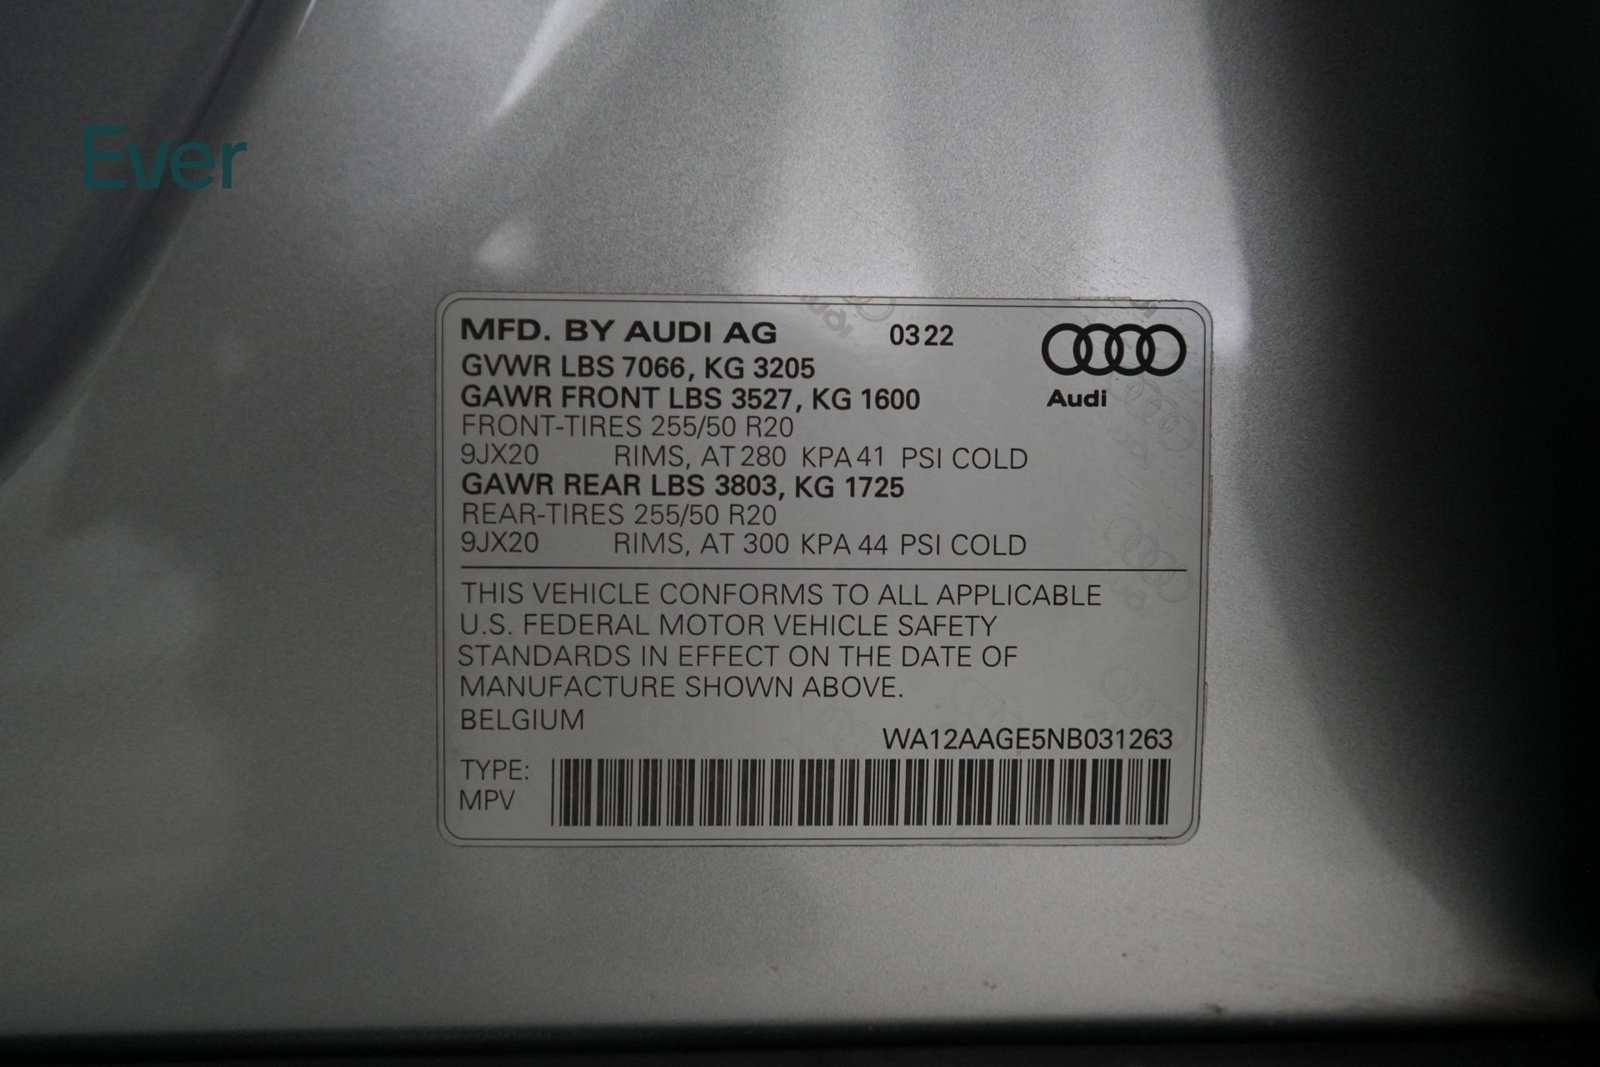 Ever
MFD. BY AUDI AG 0322
GVWR LBS 7066, KG 3205
GAWR FRONT LBS 3527, KG 1600
Audi
FRONT-TIRES 255/50 R20
9JX20 RIMS, AT 280 KPA 41 PSI COLD
GAWR REAR LBS 3803, KG 1725
REAR-TIRES 255/50 R20
9JX20 RIMS, AT 300 KPA 44 PSI COLD
THIS VEHICLE CONFORMS TO ALL APPLICABLE
U.S. FEDERAL MOTOR VEHICLE SAFETY
STANDARDS IN EFFECT ON THE DATE OF
MANUFACTURE SHOWN ABOVE.
BELGIUM
WA12AAGE5NB031263
TYPE:
MPV